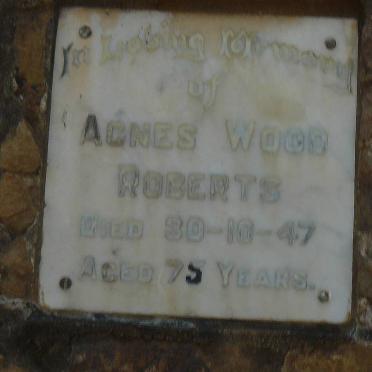 In Loving Memory
of
Agnes Wood
Roberts
Died 30-10-47
Aged 75 Years.